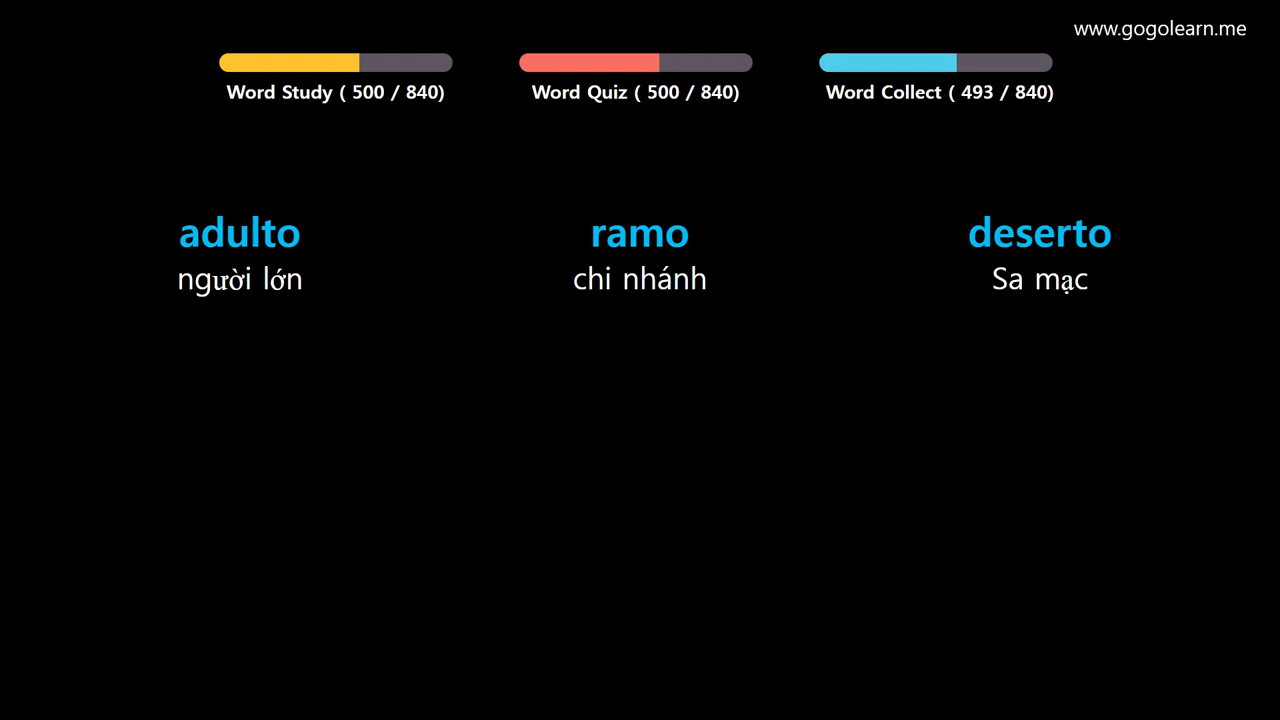 www.gogolearn.me
Word Study ( 500 / 840)
Word Quiz ( 500 / 840)
Word Collect ( 493 / 840)
adulto
người lớn
ramo
chi nhánh
deserto
Sa mạc